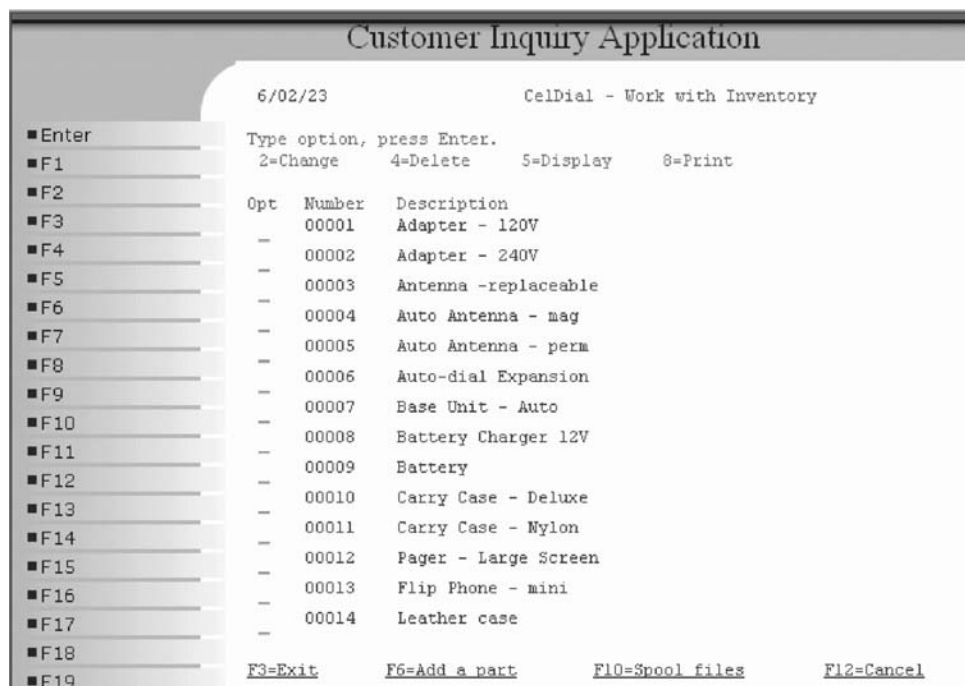 Customer Inquiry Application
6/02/23 CelDial - Work with Inventory
Enter
F1
F2
F3
F4
F5
F6
F7
F8
F9
F10
F11
F12
F13
F14
F15
F16
F17
F18
F19
Type option, press Enter.
2=Change 4=Delete 5=Display 8=Print
Opt Number Description
_ 00001 Adapter - 120V
_ 00002 Adapter - 240V
_ 00003 Antenna -replaceable
_ 00004 Auto Antenna - mag
_ 00005 Auto Antenna - perm
_ 00006 Auto-dial Expansion
_ 00007 Base Unit - Auto
_ 00008 Battery Charger 12V
_ 00009 Battery
_ 00010 Carry Case - Deluxe
_ 00011 Carry Case - Nylon
_ 00012 Pager - Large Screen
_ 00013 Flip Phone - mini
_ 00014 Leather case
F3=Exit F6=Add a part F10=Spool files F12=Cancel